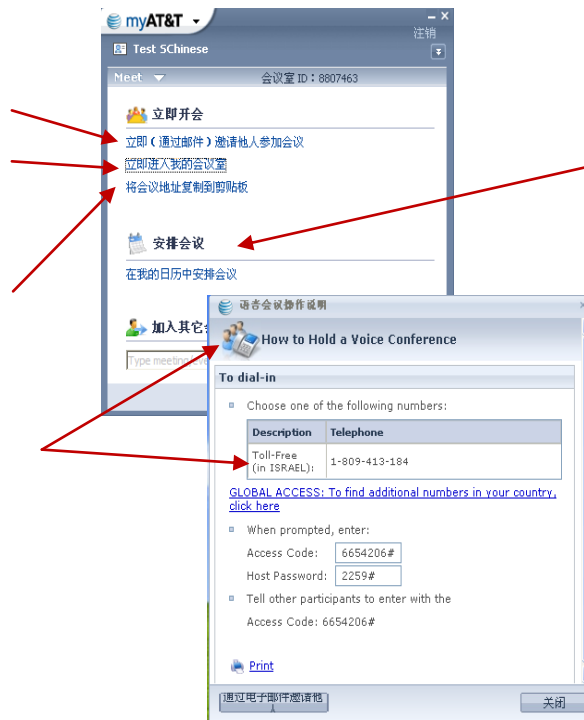 myAT&T
注销
Test SChinese
Meet 会议室 ID：8807463
立即开会
立即（通过邮件）邀请他人参加会议
立即进入我的会议室
将会议地址复制到剪贴板
安排会议
在我的日历中安排会议
加入其它
Type meeting
语音会议操作说明
How to Hold a Voice Conference
To dial-in
Choose one of the following numbers:
Description Telephone
Toll-Free
(in ISRAEL): 1-809-413-184
GLOBAL ACCESS: To find additional numbers in your country,
click here
When prompted, enter:
Access Code: 6654206#
Host Password: 2259#
Tell other participants to enter with the
Access Code: 6654206#
Print
通过电子邮件邀请他
人
关闭